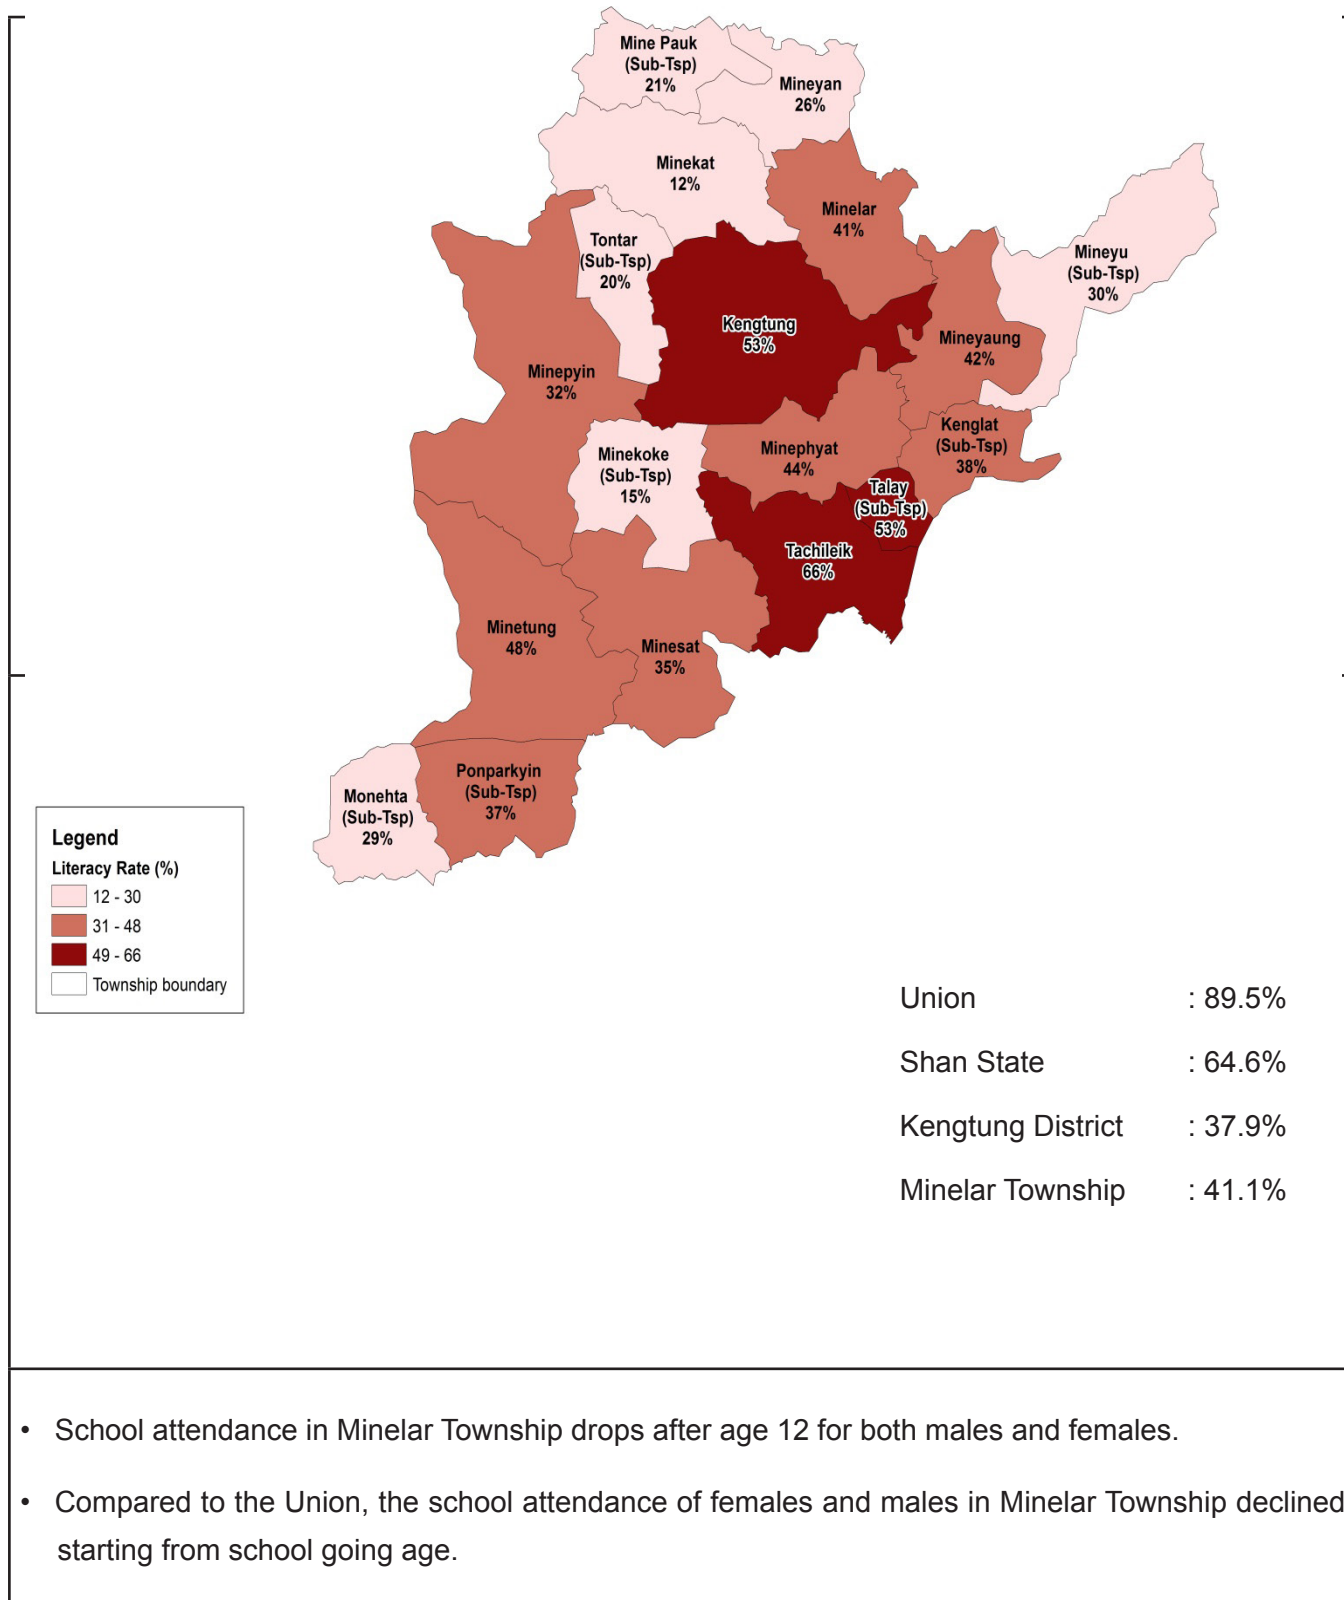 Mine Pauk
(Sub-Tsp)
21%
Mineyan
26%
Minekat
12%
Minelar
41%
Tontar
(Sub-Tsp)
20%
Mineyu
(Sub-Tsp)
30%
Kengtung
53%
Mineyaung
42%
Minepyin
32%
Kenglat
(Sub-Tsp)
38%
Minekoke
(Sub-Tsp)
15%
Minephyat
44%
Talay
(Sub-Tsp)
53%
Tachileik
66%
Minetung
48%
Minesat
35%
Ponparkyin
(Sub-Tsp)
37%
Monehta
(Sub-Tsp)
29%
Legend
Literacy Rate (%)
12 - 30
31 - 48
49 - 66
Township boundary
Union : 89.5%
Shan State : 64.6%
Kengtung District : 37.9%
Minelar Township : 41.1%
• School attendance in Minelar Township drops after age 12 for both males and females.
• Compared to the Union, the school attendance of females and males in Minelar Township declined
starting from school going age.